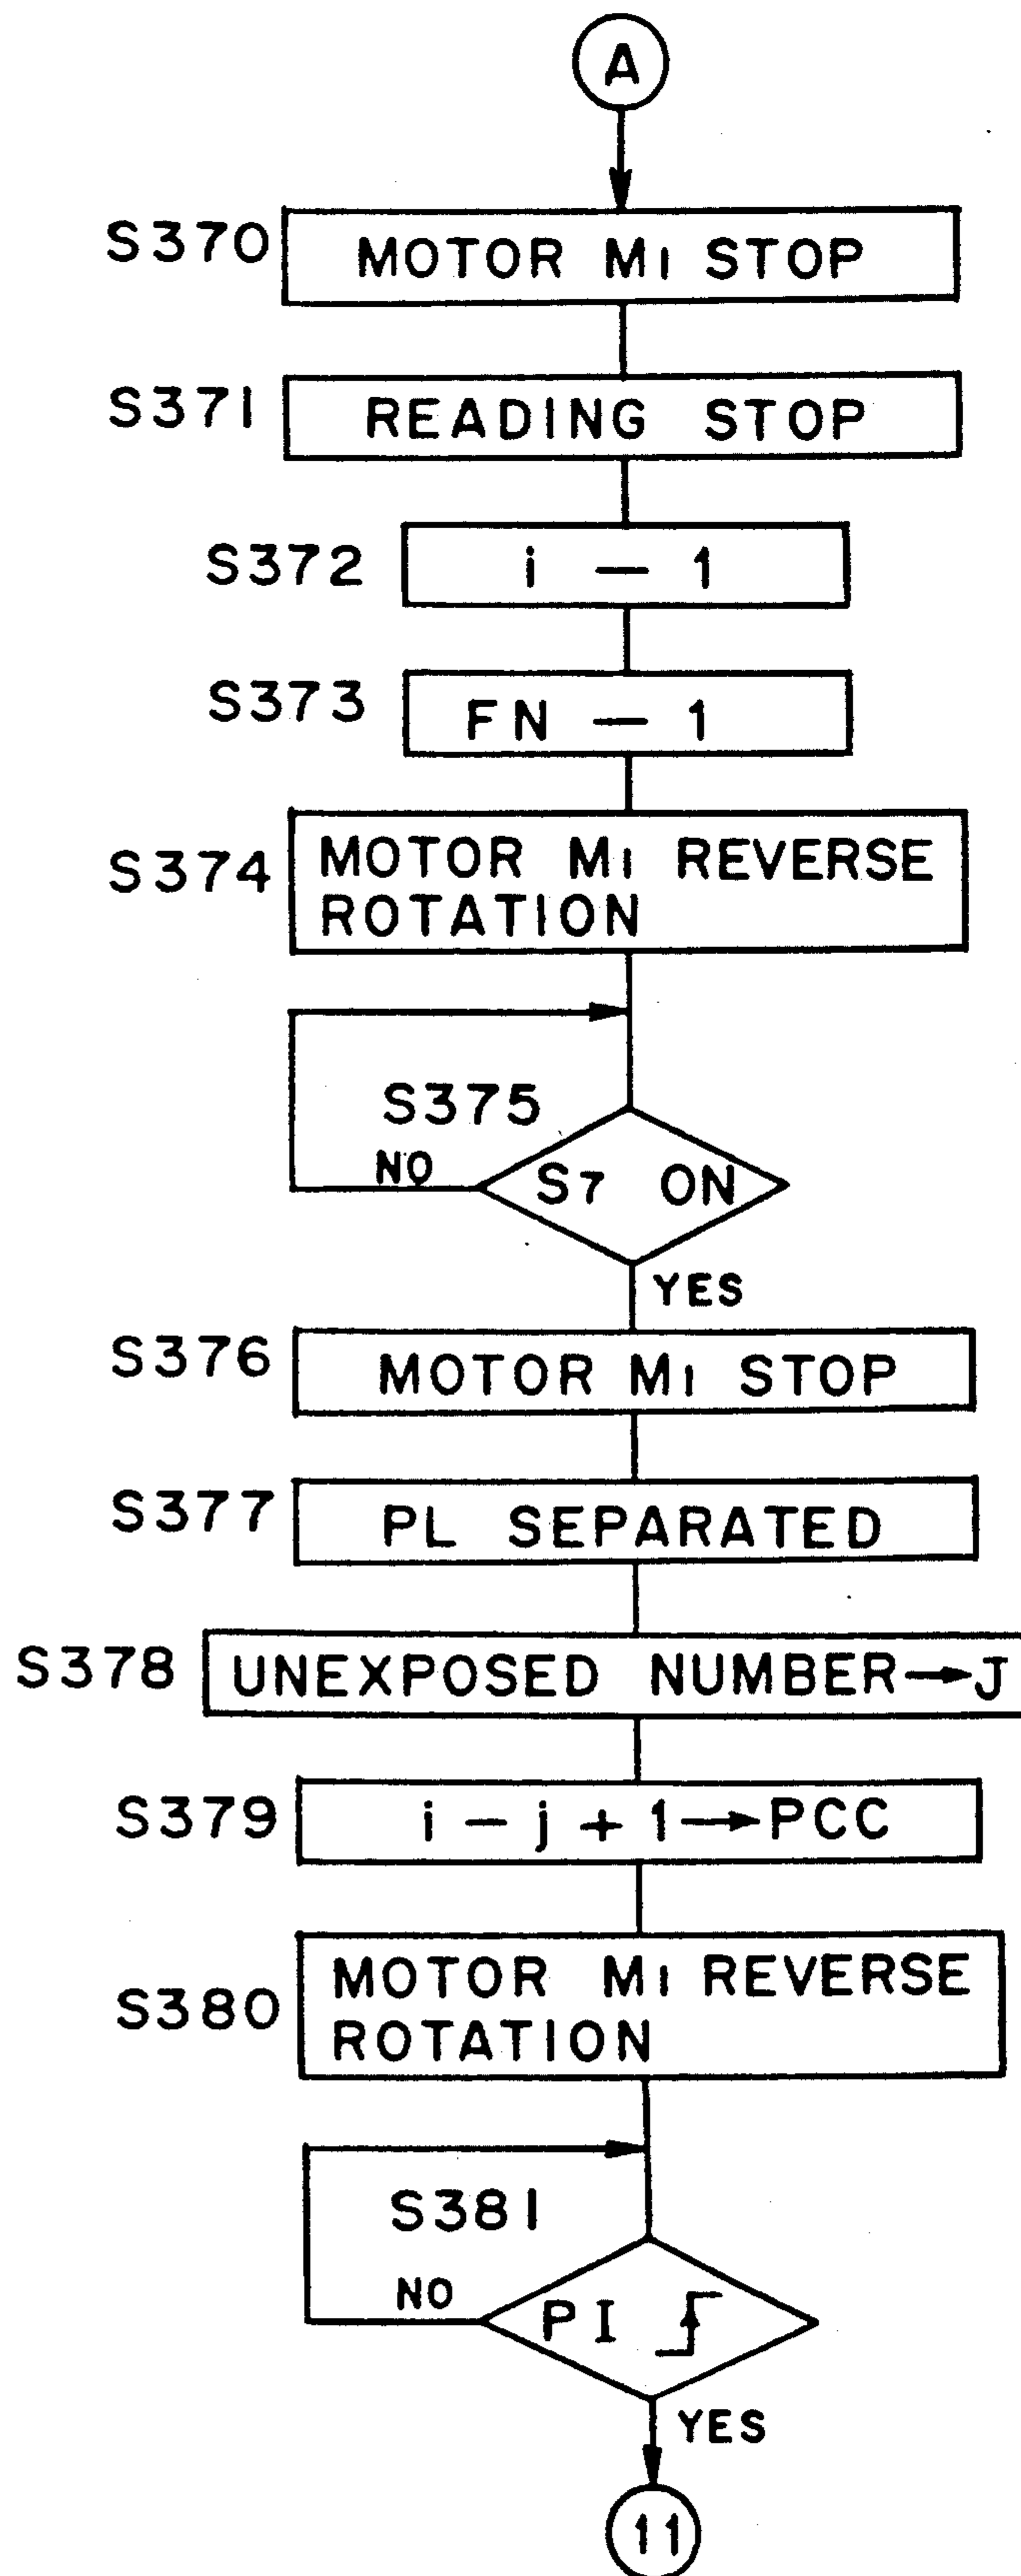 A
S370 MOTOR M1 STOP
S371 READING STOP
S372 i — 1
S373 FN — 1
S374 MOTOR M1 REVERSE
ROTATION
S375
NO S7 ON
YES
S376 MOTOR M1 STOP
S377 PL SEPARATED
S378 UNEXPOSED NUMBER→J
S379 i – j + 1→PCC
S380 MOTOR M1 REVERSE
ROTATION
S381
NO PI
YES
11